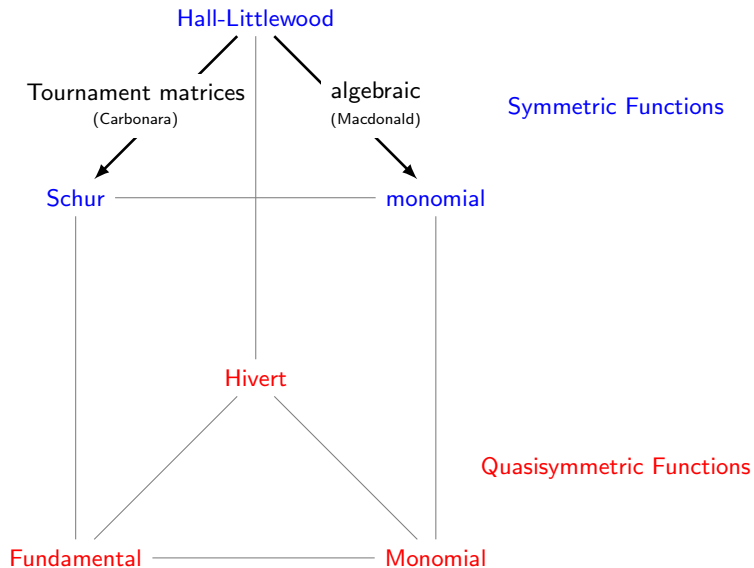 Hall-Littlewood
Tournament matrices
(Carbonara)
algebraic
(Macdonald)
Symmetric Functions
Schur
monomial
Hivert
Quasisymmetric Functions
Fundamental
Monomial